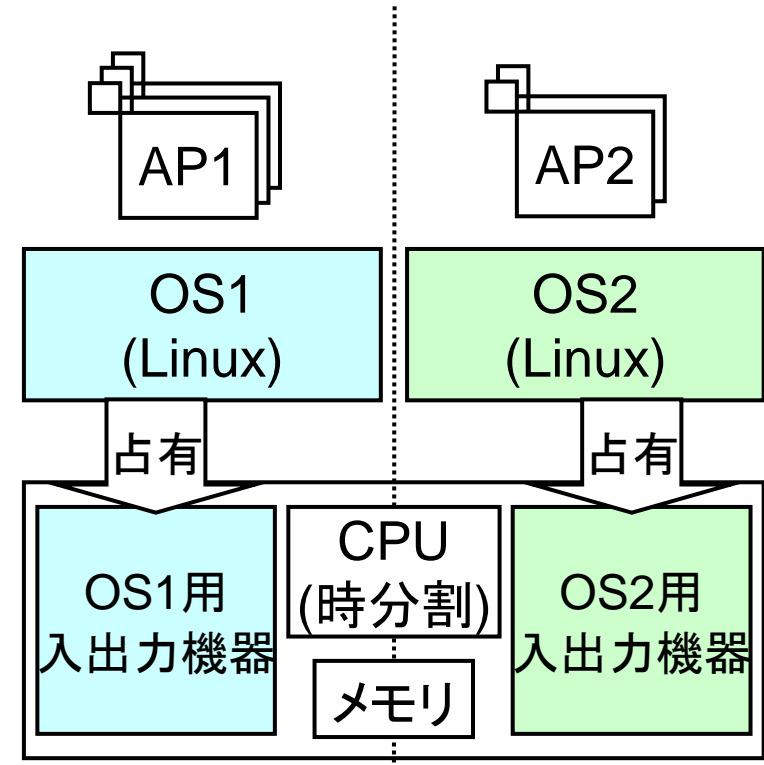 AP1
AP2
OS1
(Linux)
OS2
(Linux)
占有
占有
OS1用
入出力機器
CPU
(時分割)
メモリ
OS2用
入出力機器